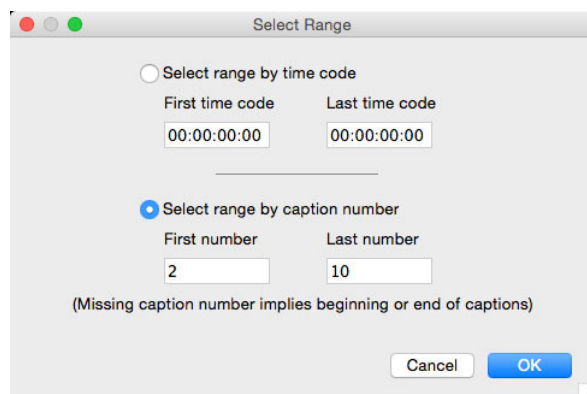 Select Range
Select range by time code
First time code Last time code
00:00:00:00 00:00:00:00
Select range by caption number
First number Last number
2 10
(Missing caption number implies beginning or end of captions)
Cancel OK